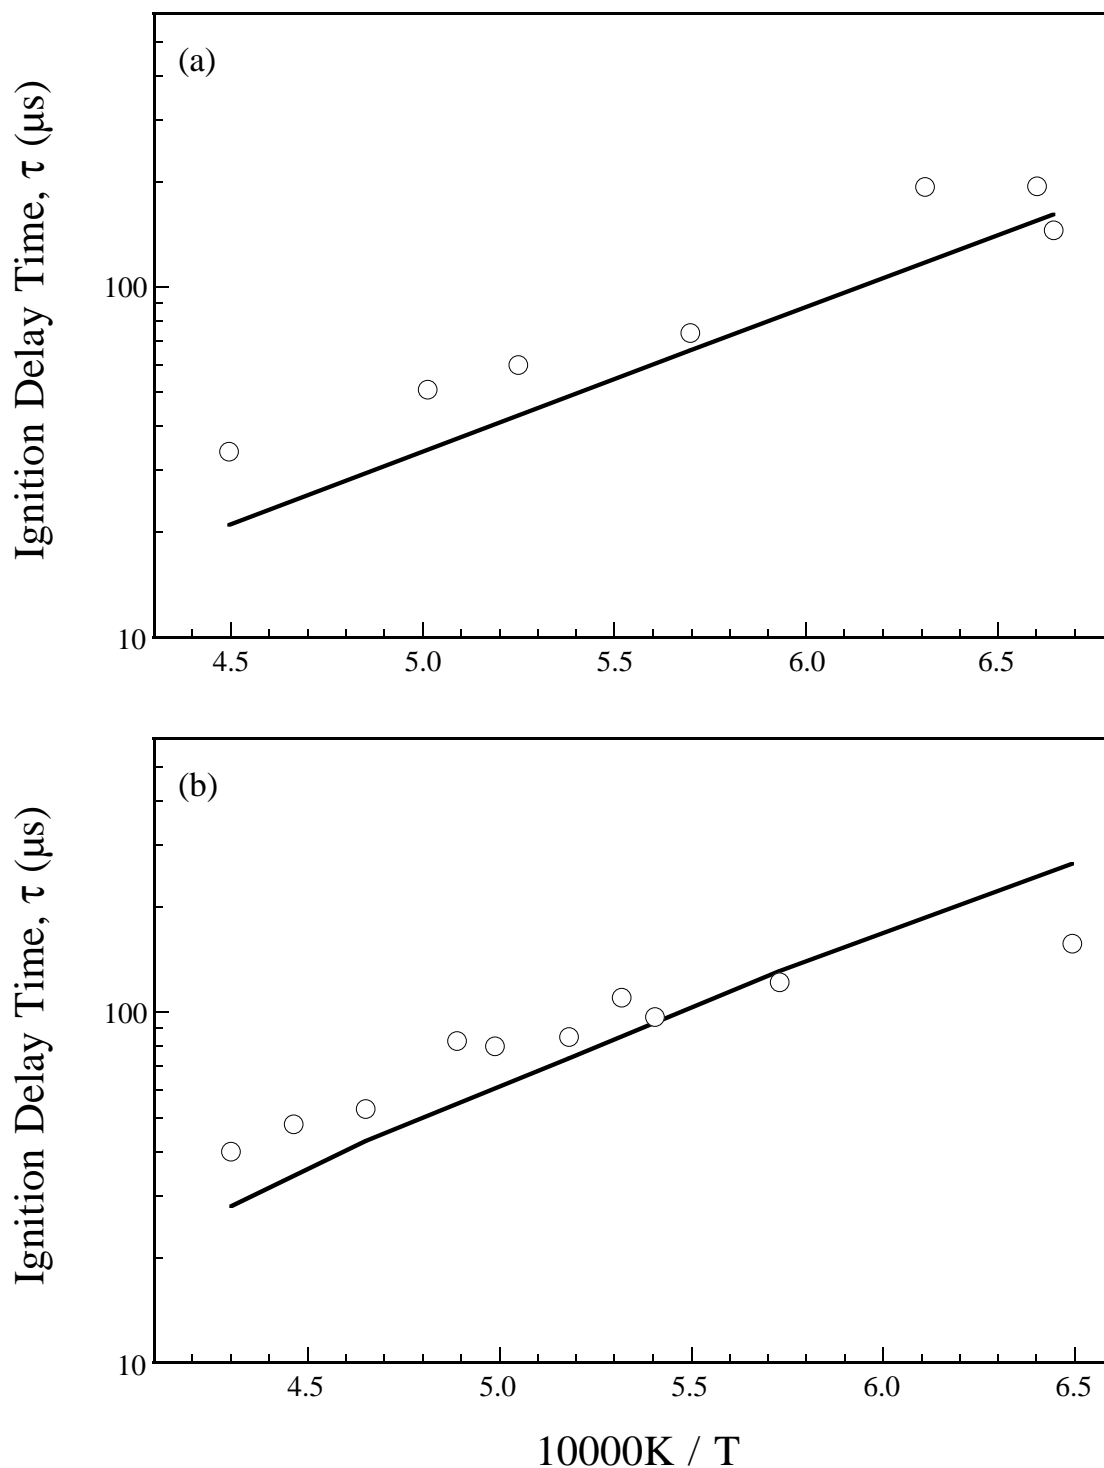 (a)
Ignition Delay Time, τ (μs)
100
10
4.5 5.0 5.5 6.0 6.5
(b)
Ignition Delay Time, τ (μs)
100
10
4.5 5.0 5.5 6.0 6.5
10000K / T